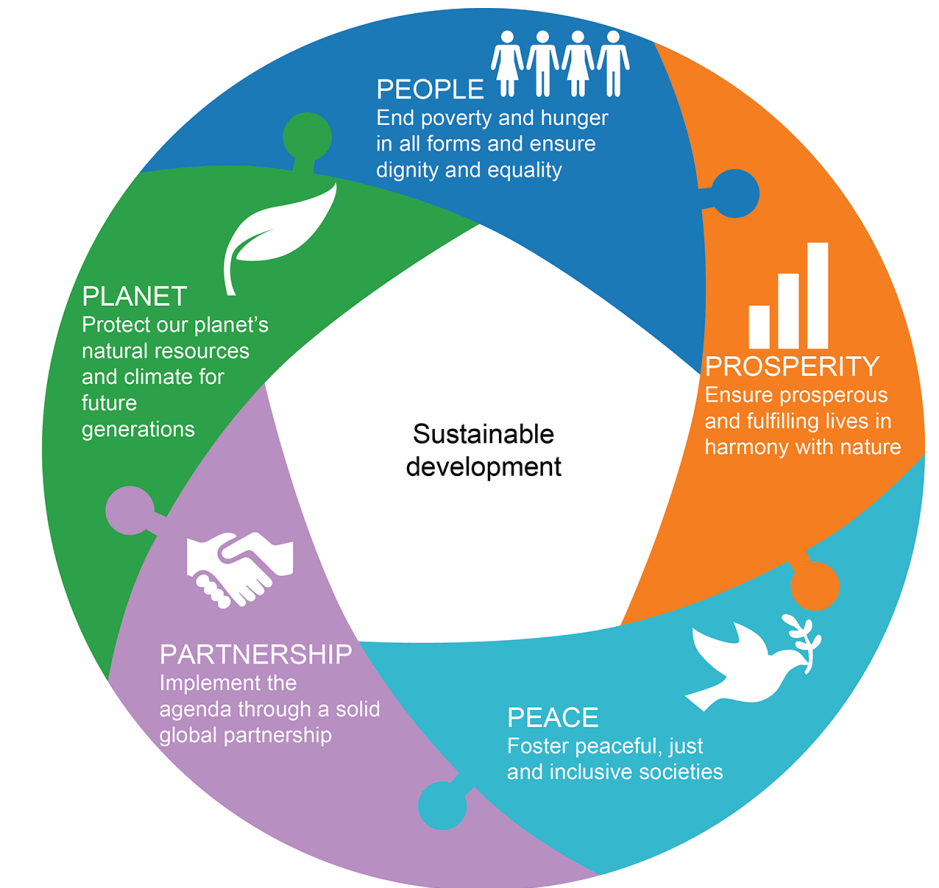 PEOPLE
End poverty and hunger
in all forms and ensure
dignity and equality
PROSPERITY
Ensure prosperous
and fulfilling lives in
harmony with nature
PEACE
Foster peaceful, just
and inclusive societies
PARTNERSHIP
Implement the
agenda through a solid
global partnership
PLANET
Protect our planet’s
natural resources
and climate for
future
generations
Sustainable
development